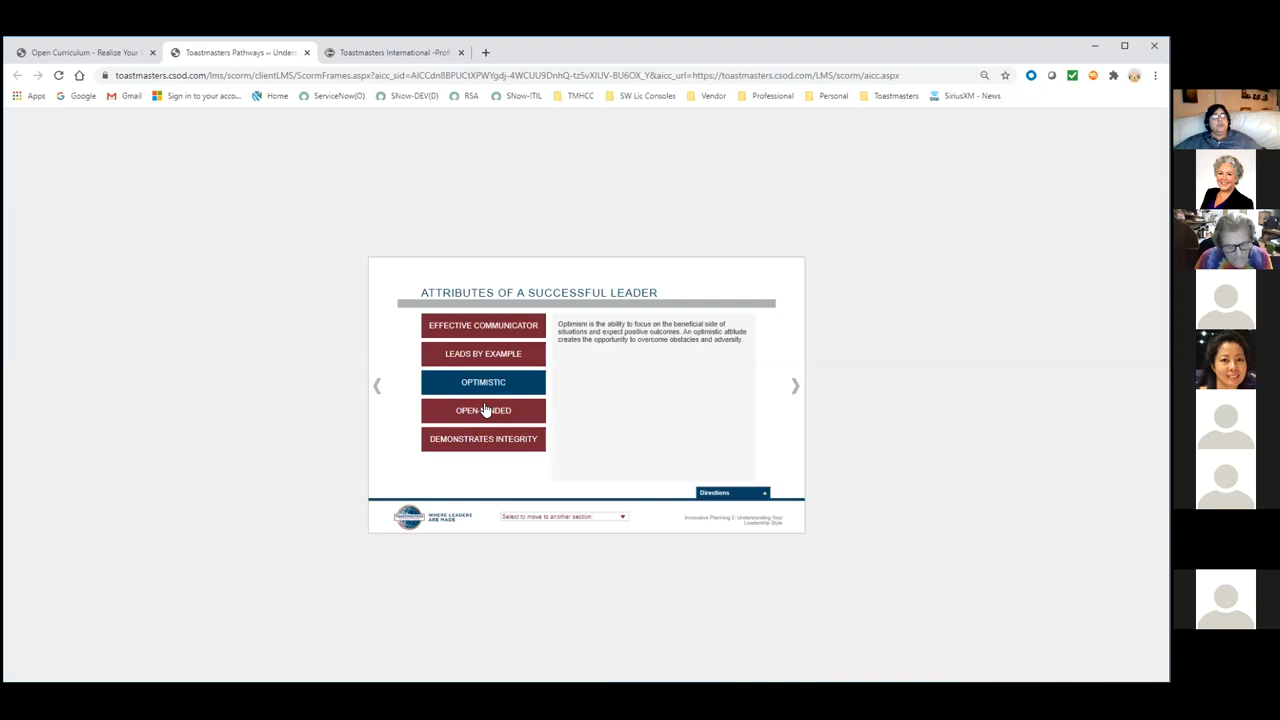 Open Curriculum - Realize Your
Toastmasters Pathways ›› Unders
Toastmasters International -Prof
toastmasters.csod.com/lms/scorm/clientLMS/ScormFrames.aspx?aicc_sid=AICCdn8BPUCtXPWYgdj-4WCUU9DnhQ-tz5vXIUV-8U6OX_Y&aicc_url=https://toastmasters.csod.com/LMS/scorm/aicc.aspx
Apps Google Gmail Sign in to your acco... Home ServiceNow(O) SNow-DEV(D) RSA SNow-ITIL TMHCC SW Lic Consoles Vendor Professional Personal Toastmasters SiriusXM - News
ATTRIBUTES OF A SUCCESSFUL LEADER
EFFECTIVE COMMUNICATOR
LEADS BY EXAMPLE
OPTIMISTIC
DEMONSTRATES INTEGRITY
Optimism is the ability to focus on the beneficial side of
situations and expect positive outcomes. An optimistic attitude
creates the opportunity to overcome obstacles and adversity.
Directions
TOASTMASTERS
WHERE LEADERS
ARE MADE
Select to move to another section:
Innovative Planning 2: Understanding Your
Leadership Style